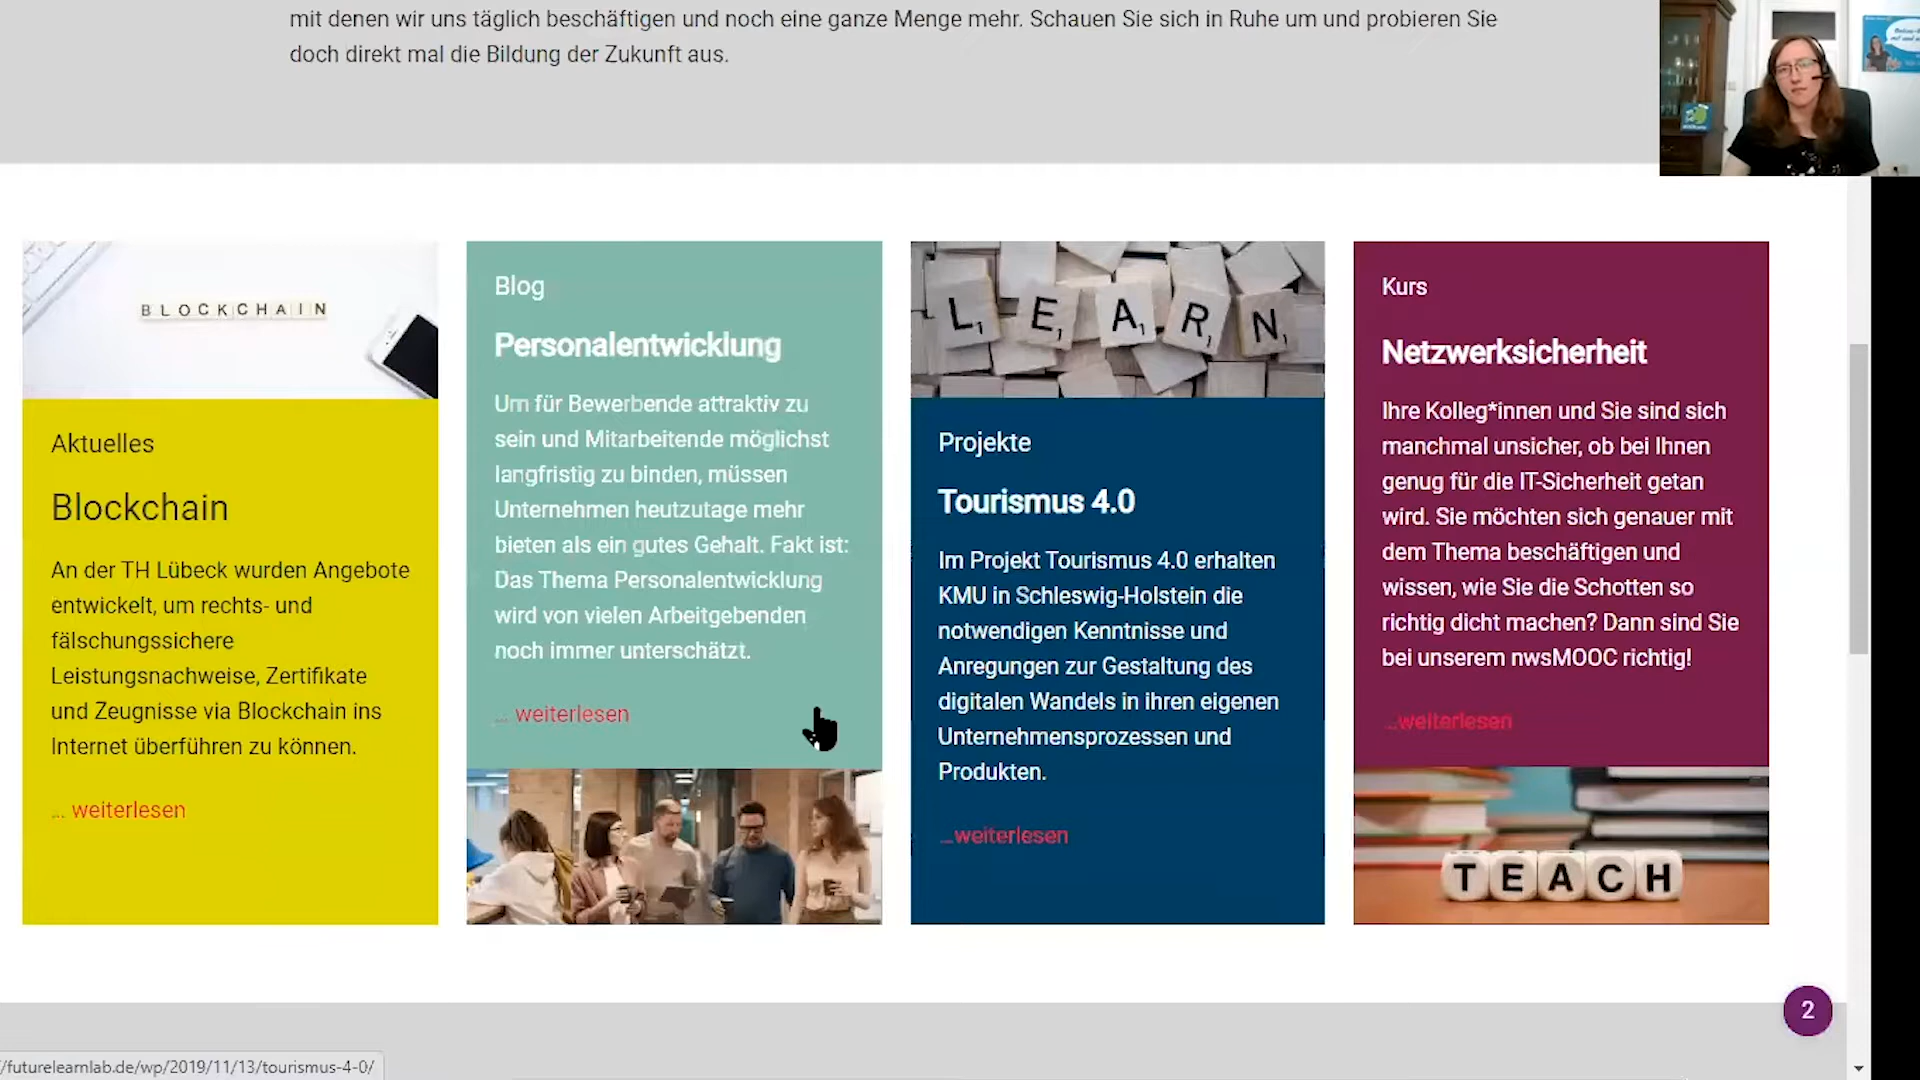 mit denen wir uns täglich beschäftigen und noch eine ganze Menge mehr. Schauen Sie sich in Ruhe um und probieren Sie
doch direkt mal die Bildung der Zukunft aus.
BLOCKCHAIN
Aktuelles
Blockchain
An der TH Lübeck wurden Angebote
entwickelt, um rechts- und
fälschungssichere
Leistungsnachweise, Zertifikate
und Zeugnisse via Blockchain ins
Internet überführen zu können.
... weiterlesen
Blog
Personalentwicklung
Um für Bewerbende attraktiv zu
sein und Mitarbeitende möglichst
langfristig zu binden, müssen
Unternehmen heutzutage mehr
bieten als ein gutes Gehalt. Fakt ist:
Das Thema Personalentwicklung
wird von vielen Arbeitgebenden
noch immer unterschätzt.
... weiterlesen
LEARN
Projekte
Tourismus 4.0
Im Projekt Tourismus 4.0 erhalten
KMU in Schleswig-Holstein die
notwendigen Kenntnisse und
Anregungen zur Gestaltung des
digitalen Wandels in ihren eigenen
Unternehmensprozessen und
Produkten.
...weiterlesen
Kurs
Netzwerksicherheit
Ihre Kolleg*innen und Sie sind sich
manchmal unsicher, ob bei Ihnen
genug für die IT-Sicherheit getan
wird. Sie möchten sich genauer mit
dem Thema beschäftigen und
wissen, wie Sie die Schotten so
richtig dicht machen? Dann sind Sie
bei unserem nwsMOOC richtig!
...weiterlesen
TEACH
2
/futurelearnlab.de/wp/2019/11/13/tourismus-4-0/